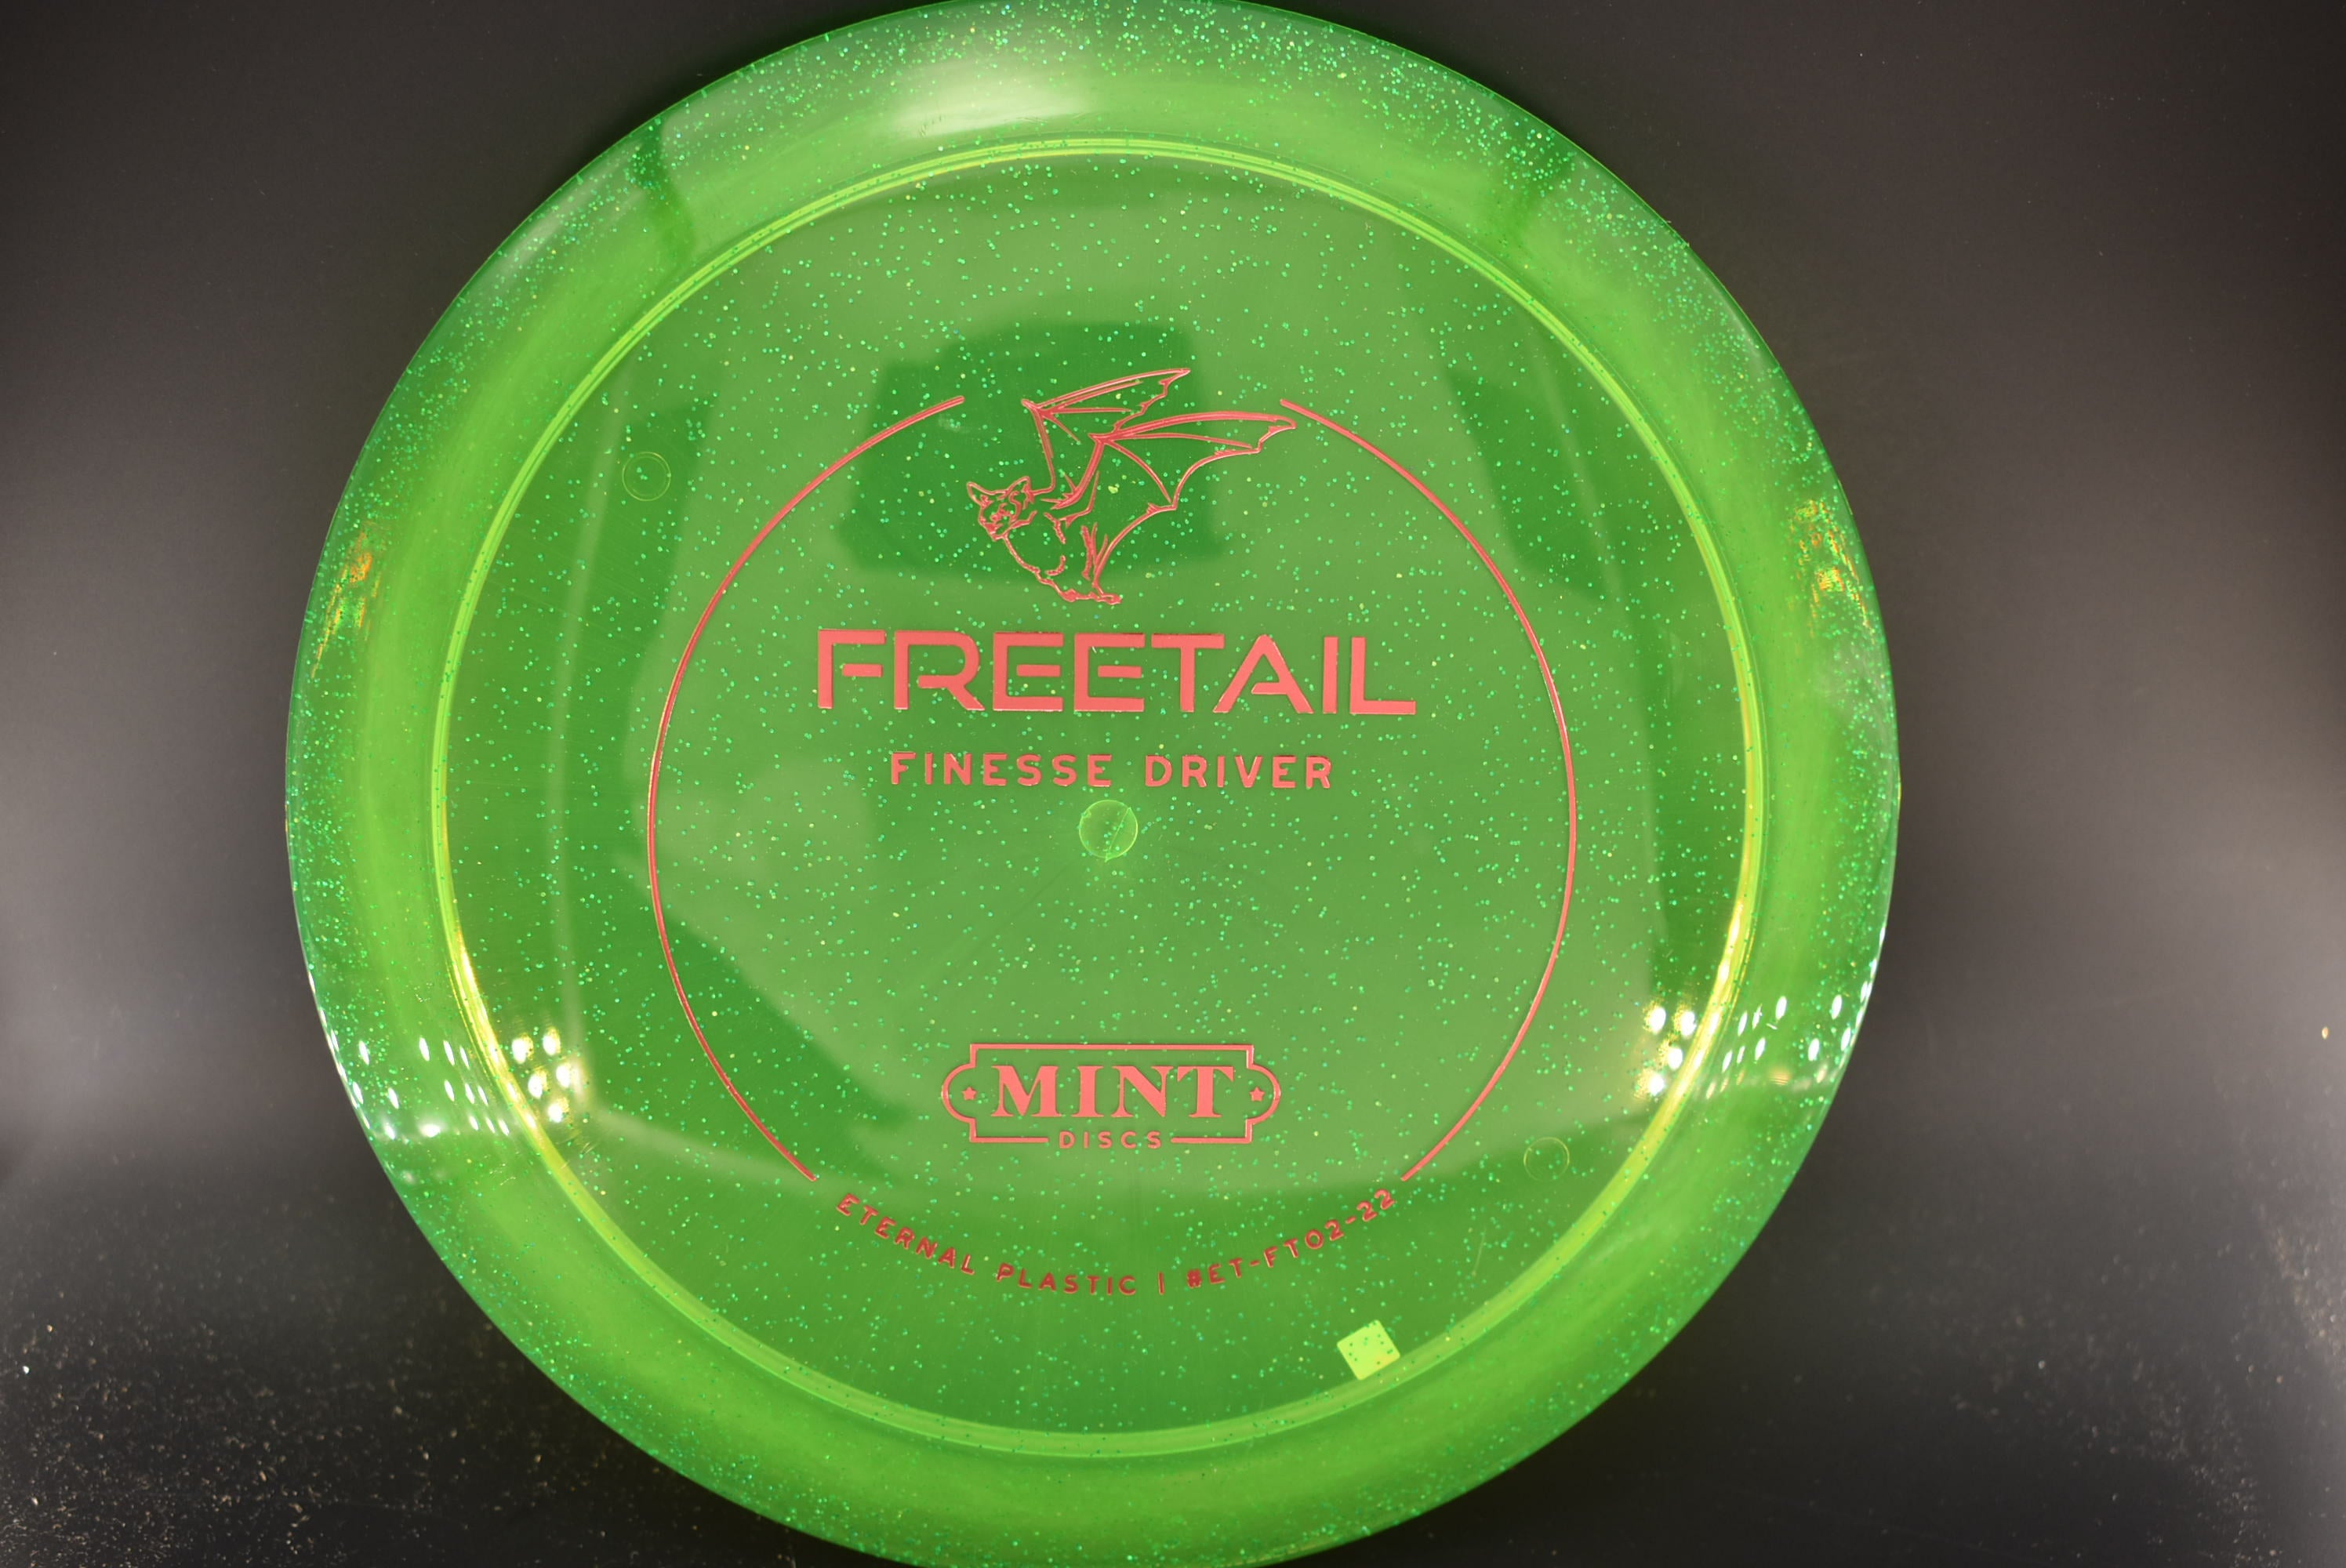 FREETAIL
FINESSE DRIVER
MINT
DISCS
ETERNAL PLASTIC | #ET-FT02-22